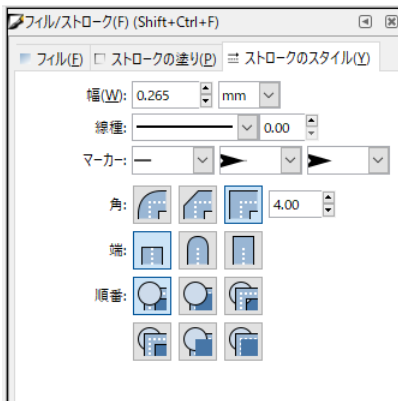 フィル/ストローク(F) (Shift+Ctrl+F)
フィル(F) ストロークの塗り(P) ストロークのスタイル(Y)
幅(W): 0.265 mm
線種: 0.00
マーカー:
角: 4.00
端:
順番: